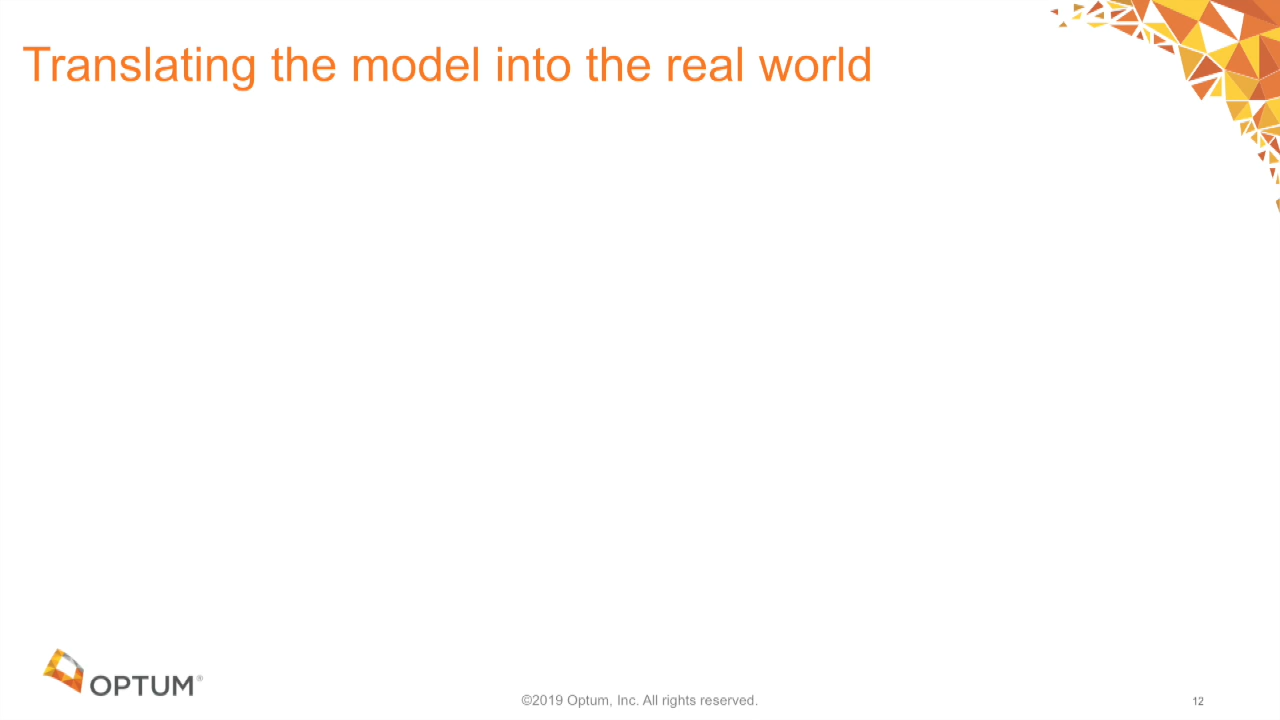 Translating the model into the real world
OPTUM®
©2019 Optum, Inc. All rights reserved.
12